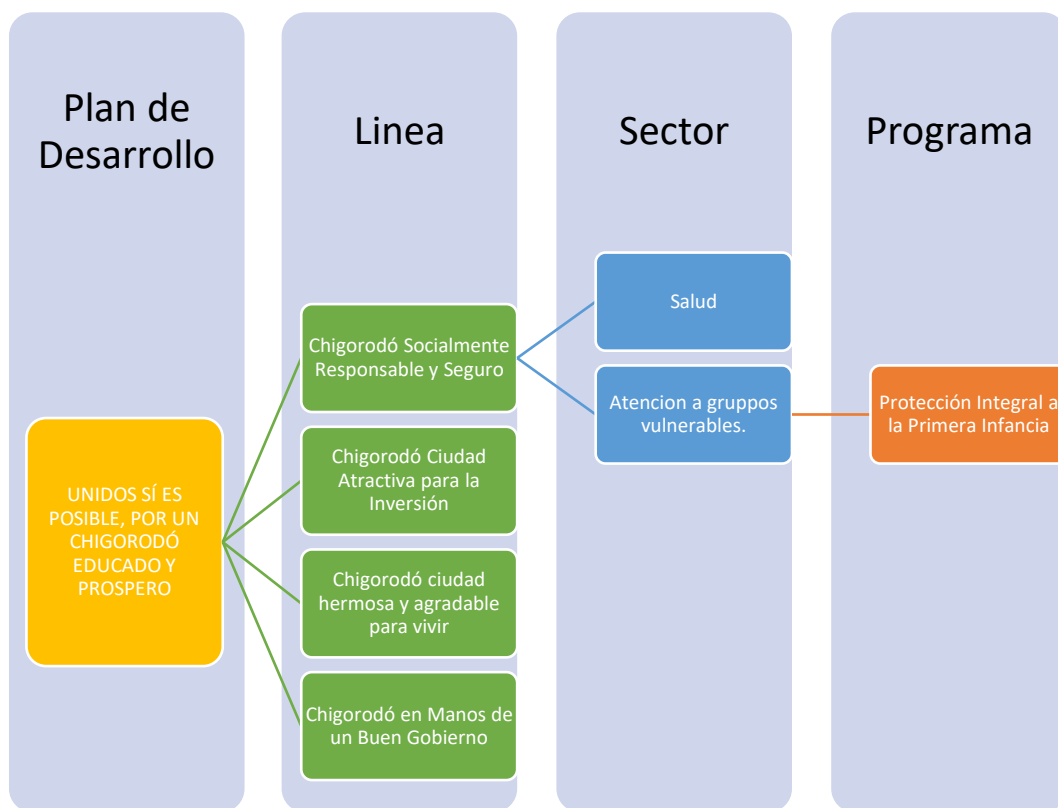 Plan de
Desarrollo
Linea
Sector
Programa
UNIDOS SÍ ES
POSIBLE, POR UN
CHIGORODÓ
EDUCADO Y
PROSPERO
Chigorodó Socialmente
Responsable y Seguro
Chigorodó Ciudad
Atractiva para la
Inversión
Chigorodó ciudad
hermosa y agradable
para vivir
Chigorodó en Manos de
un Buen Gobierno
Salud
Atencion a gruppos
vulnerables.
Protección Integral a
la Primera Infancia